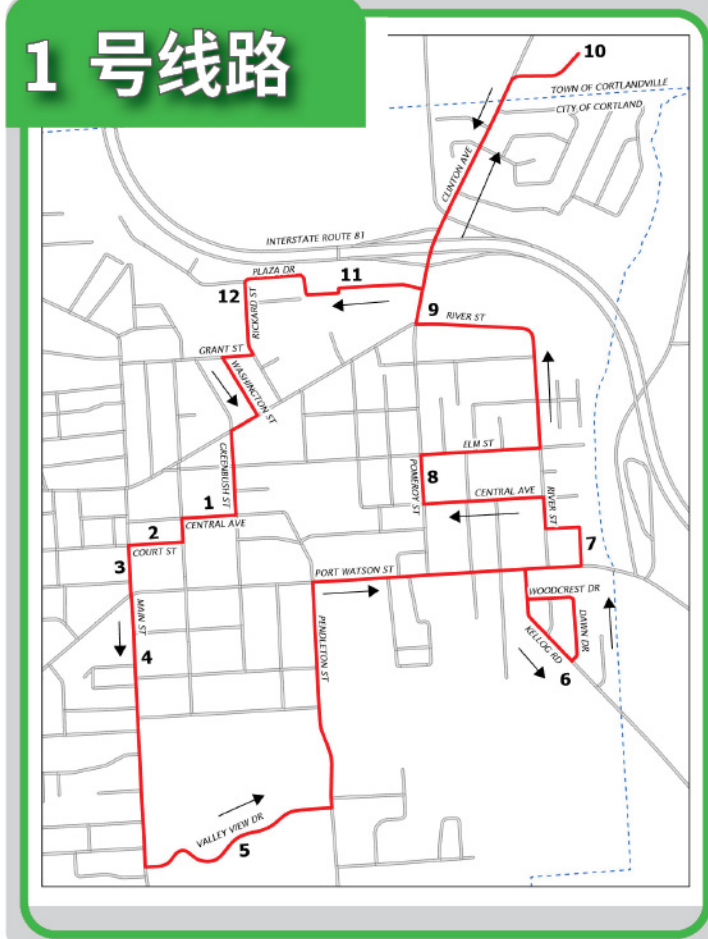 1 号线路
10
TOWN OF CORTLANDVILLE
CITY OF CORTLAND
CLINTON AVE
INTERSTATE ROUTE 81
PLAZA DR
11
12
RICKARD ST
9
RIVER ST
GRANT ST
WASHINGTON ST
ELM ST
GREENBUSH ST
POMEROY ST
8
CENTRAL AVE
RIVER ST
1
CENTRAL AVE
2
COURT ST
7
3
PORT WATSON ST
WOODCREST DR
MAIN ST
PENDLETON ST
DAWN DR
KELLOG RD
4
6
VALLEY VIEW DR
5